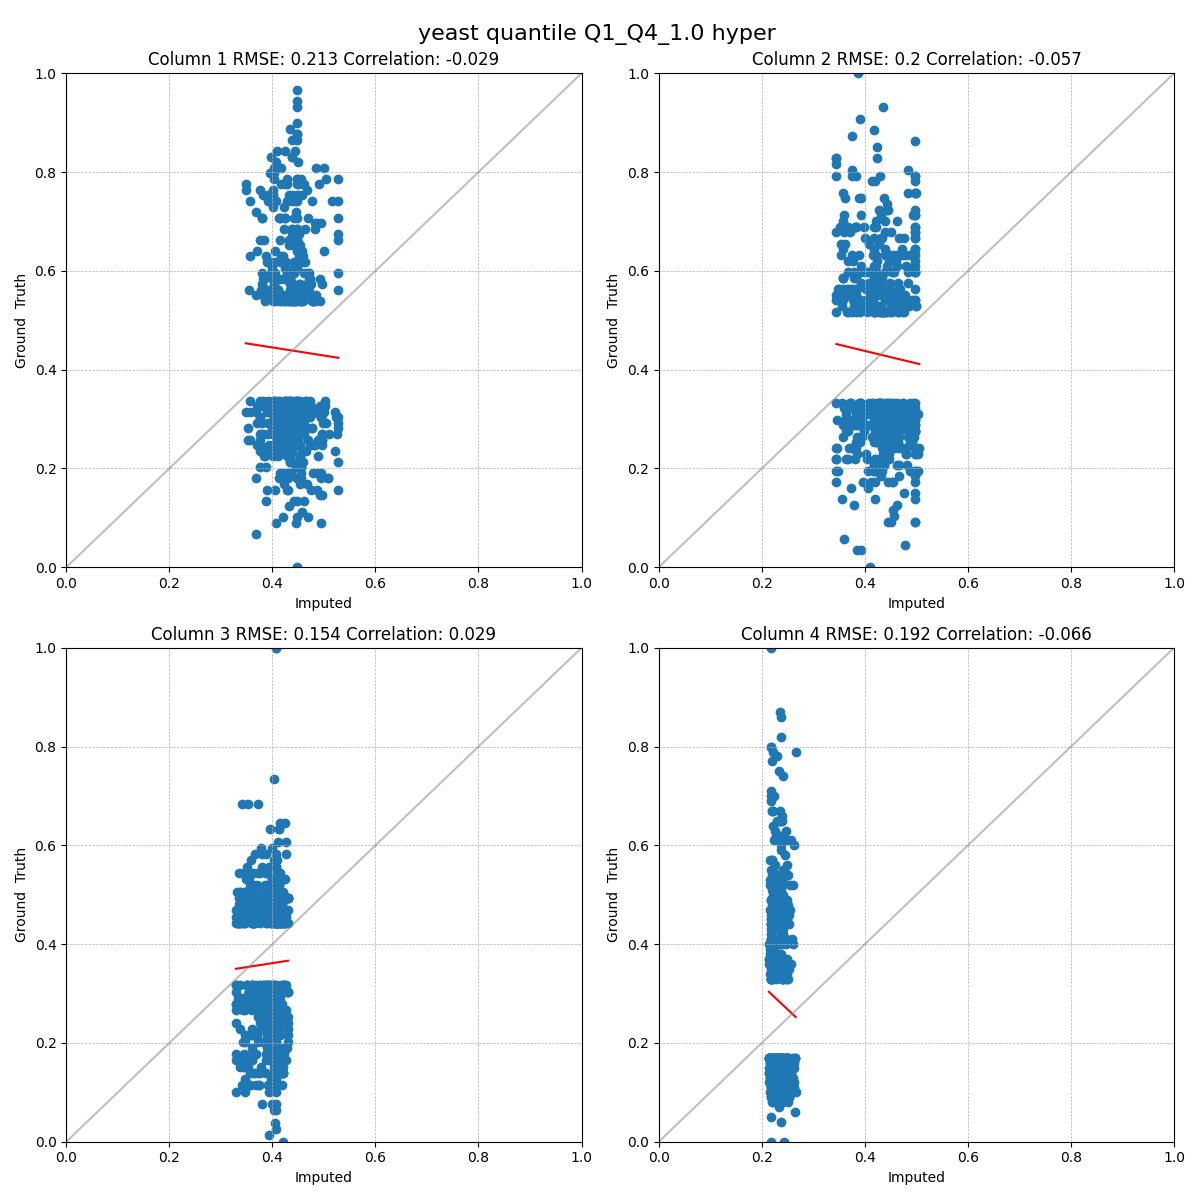 yeast quantile Q1_Q4_1.0 hyper
Column 1 RMSE: 0.213 Correlation: -0.029
1.0
0.8
0.6
0.4
0.2
0.0
Ground Truth
0.0 0.2 0.4 0.6 0.8 1.0
Imputed
Column 2 RMSE: 0.2 Correlation: -0.057
1.0
0.8
0.6
0.4
0.2
0.0
Ground Truth
0.0 0.2 0.4 0.6 0.8 1.0
Imputed
Column 3 RMSE: 0.154 Correlation: 0.029
1.0
0.8
0.6
0.4
0.2
0.0
Ground Truth
0.0 0.2 0.4 0.6 0.8 1.0
Imputed
Column 4 RMSE: 0.192 Correlation: -0.066
1.0
0.8
0.6
0.4
0.2
0.0
Ground Truth
0.0 0.2 0.4 0.6 0.8 1.0
Imputed